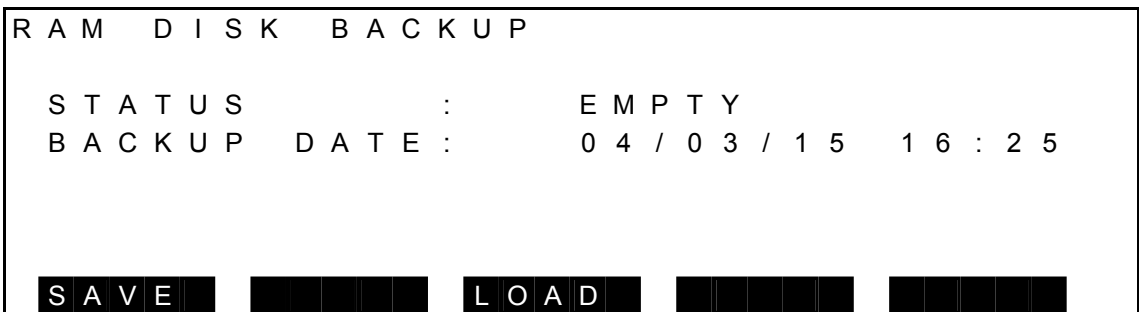 RAM DISK BACKUP
STATUS : EMPTY
BACKUP DATE: 04/03/15 16:25
SAVE LOAD